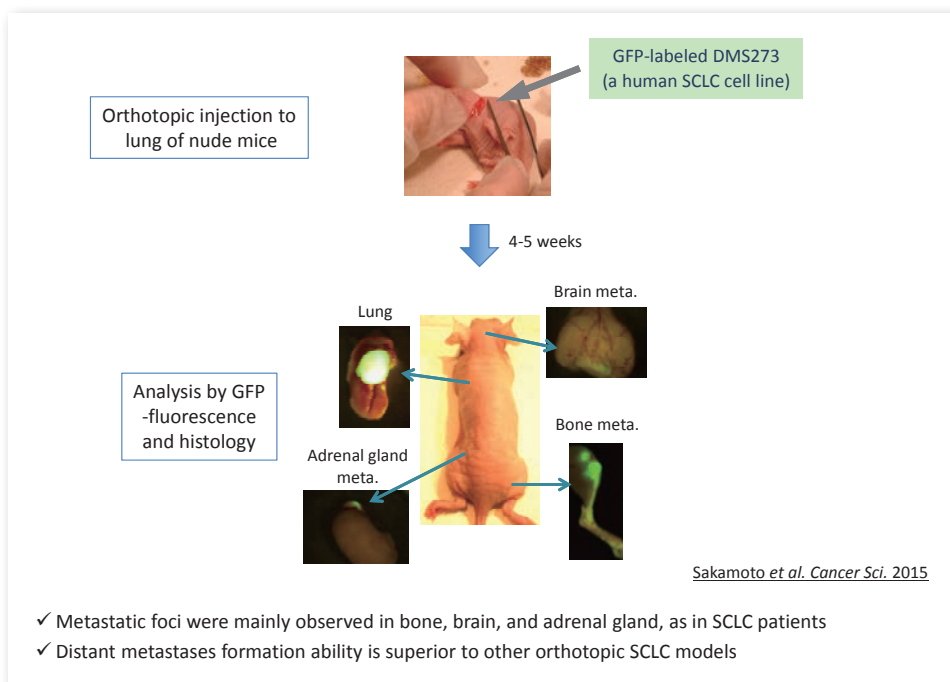 GFP-labeled DMS273
(a human SCLC cell line)
Orthotopic injection to
lung of nude mice
4-5 weeks
Brain meta.
Lung
Analysis by GFP
-fluorescence
and histology
Bone meta.
Adrenal gland
meta.
Sakamoto et al. Cancer Sci. 2015
✓ Metastatic foci were mainly observed in bone, brain, and adrenal gland, as in SCLC patients
✓ Distant metastases formation ability is superior to other orthotopic SCLC models